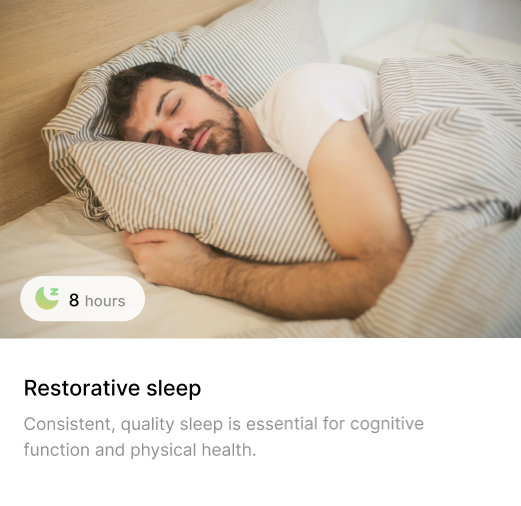 8 hours
Restorative sleep
Consistent, quality sleep is essential for cognitive
function and physical health.